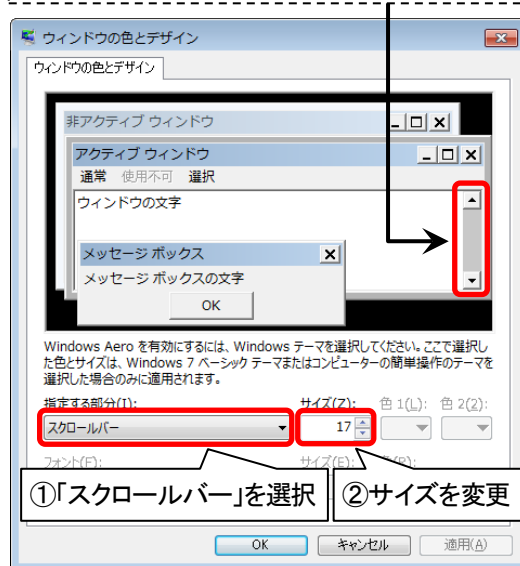 ウィンドウの色とデザイン
ウィンドウの色とデザイン
非アクティブ ウィンドウ
アクティブ ウィンドウ
通常 使用不可 選択
ウィンドウの文字
メッセージ ボックス
メッセージ ボックスの文字
OK
Windows Aero を有効にするには、Windows テーマを選択してください。ここで選択し
た色とサイズは、Windows 7 ベーシック テーマまたはコンピューターの簡単操作のテーマを
選択した場合のみに適用されます。
指定する部分(I): サイズ(Z): 色 1(L): 色 2(2):
スクロールバー 17
フォント(F): サイズ(E):
①「スクロールバー」を選択 ②サイズを変更
OK キャンセル 適用(A)